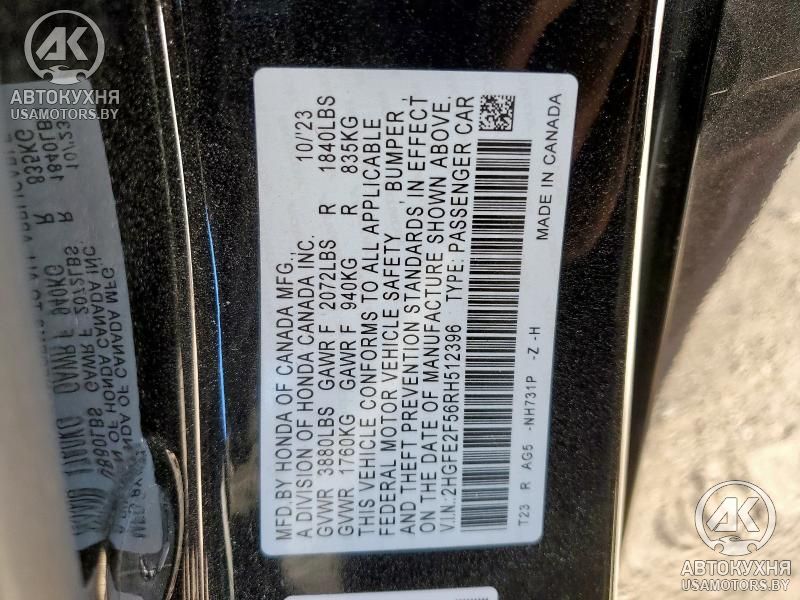 MFD.BY HONDA OF CANADA MFG., 10/'23
A DIVISION OF HONDA CANADA INC.
GVWR 3880LBS GAWR F 2072LBS R 1840LBS
GVWR 1760KG GAWR F 940KG R 835KG
THIS VEHICLE CONFORMS TO ALL APPLICABLE
FEDERAL MOTOR VEHICLE SAFETY, BUMPER,
AND THEFT PREVENTION STANDARDS IN EFFECT
ON THE DATE OF MANUFACTURE SHOWN ABOVE.
V.I.N.:2HGFE2F56RH512396 TYPE: PASSENGER CAR
T23 R AG5 -NH731P -Z -H
MADE IN CANADA
АК
АВТОКУХНЯ
USAMOTORS.BY
АК
АВТОКУХНЯ
USAMOTORS.BY